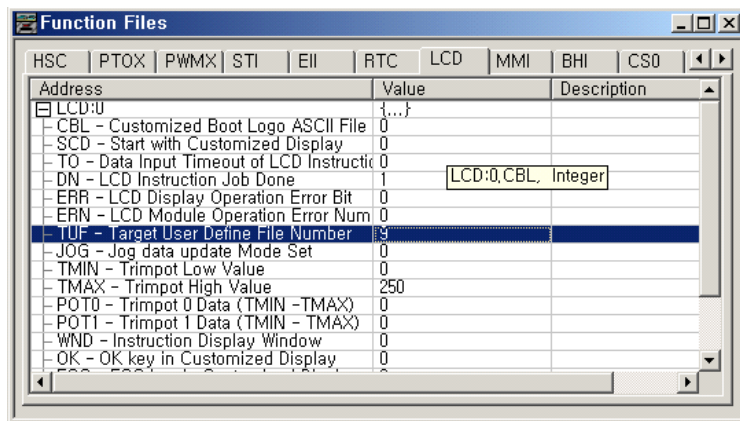 Function Files
HSC PTOX PWMX STI EII RTC LCD MMI BHI CS0
Address Value Description
LCD:0 {...}
CBL - Customized Boot Logo ASCII File 0
SCD - Start with Customized Display 0
TO - Data Input Timeout of LCD Instructi 0
DN - LCD Instruction Job Done 1
LCD:0,CBL, Integer
ERR - LCD Display Operation Error Bit 0
ERN - LCD Module Operation Error Num 0
TUF - Target User Define File Number 9
JOG - Jog data update Mode Set 0
TMIN - Trimpot Low Value 0
TMAX - Trimpot High Value 250
POT0 - Trimpot 0 Data (TMIN -TMAX) 0
POT1 - Trimpot 1 Data (TMIN - TMAX) 0
WND - Instruction Display Window 0
OK - OK key in Customized Display 0